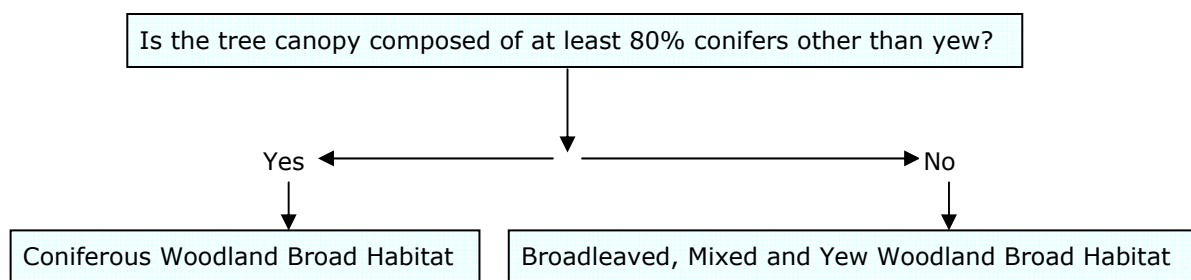 Is the tree canopy composed of at least 80% conifers other than yew?
Yes
No
Coniferous Woodland Broad Habitat
Broadleaved, Mixed and Yew Woodland Broad Habitat